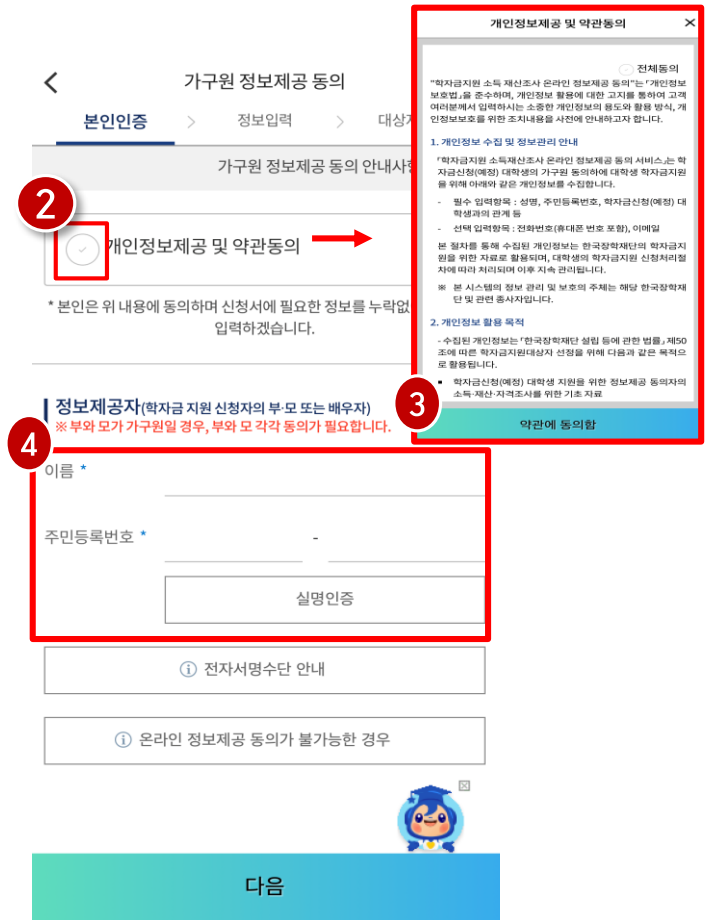 가구원 정보제공 동의
본인인증 > 정보입력 > 대상
가구원 정보제공 동의 안내사항
2
개인정보제공 및 약관동의
* 본인은 위 내용에 동의하며 신청서에 필요한 정보를 누락없
입력하겠습니다.
개인정보제공 및 약관동의
전체동의
"학자금지원 소득 재산조사 온라인 정보제공 동의"는 「개인정보
보호법」을 준수하며, 개인정보 활용에 대한 고지를 통하여 고객
여러분께서 입력하시는 소중한 개인정보의 용도와 활용 방식, 개
인정보보호를 위한 조치내용을 사전에 안내하고자 합니다.
1. 개인정보 수집 및 정보관리 안내
「학자금지원 소득재산조사 온라인 정보제공 동의 서비스」는 학
자금신청(예정) 대학생의 가구원 동의하에 대학생 학자금지원
을 위해 아래와 같은 개인정보를 수집합니다.
- 필수 입력항목 : 성명, 주민등록번호, 학자금신청(예정) 대
학생과의 관계 등
- 선택 입력항목 : 전화번호(휴대폰 번호 포함), 이메일
본 절차를 통해 수집된 개인정보는 한국장학재단의 학자금지
원을 위한 자료로 활용되며, 대학생의 학자금지원 신청처리절
차에 따라 처리되며 이후 지속 관리됩니다.
※ 본 시스템의 정보 관리 및 보호의 주체는 해당 한국장학재
단 및 관련 종사자입니다.
2. 개인정보 활용 목적
- 수집된 개인정보는 「한국장학재단 설립 등에 관한 법률」 제50
조에 따른 학자금지원대상자 선정을 위해 다음과 같은 목적으
로 활용됩니다.
▪ 학자금신청(예정) 대학생 지원을 위한 정보제공 동의자의
소득·재산·자격조사를 위한 기초 자료
3
약관에 동의함
정보제공자(학자금 지원 신청자의 부·모 또는 배우자)
※ 부와 모가 가구원일 경우, 부와 모 각각 동의가 필요합니다.
4
이름 *
주민등록번호 * -
실명인증
전자서명수단 안내
온라인 정보제공 동의가 불가능한 경우
다음